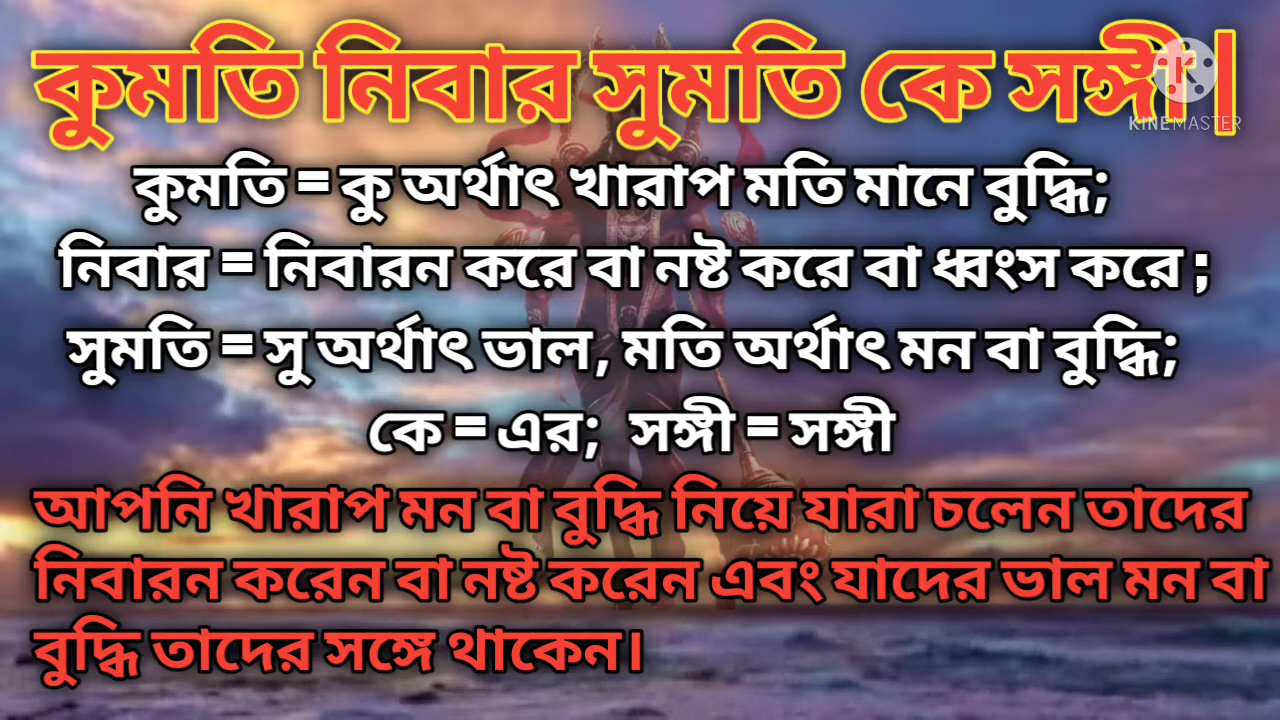 কুমতি নিবার সুমতি কে সঙ্গী|
KINEMASTER
কুমতি = কু অর্থাৎ খারাপ মতি মানে বুদ্ধি;
নিবার = নিবারন করে বা নষ্ট করে বা ধ্বংস করে ;
সুমতি = সু অর্থাৎ ভাল, মতি অর্থাৎ মন বা বুদ্ধি;
কে = এর; সঙ্গী = সঙ্গী
আপনি খারাপ মন বা বুদ্ধি নিয়ে যারা চলেন তাদের
নিবারন করেন বা নষ্ট করেন এবং যাদের ভাল মন বা
বুদ্ধি তাদের সঙ্গে থাকেন।